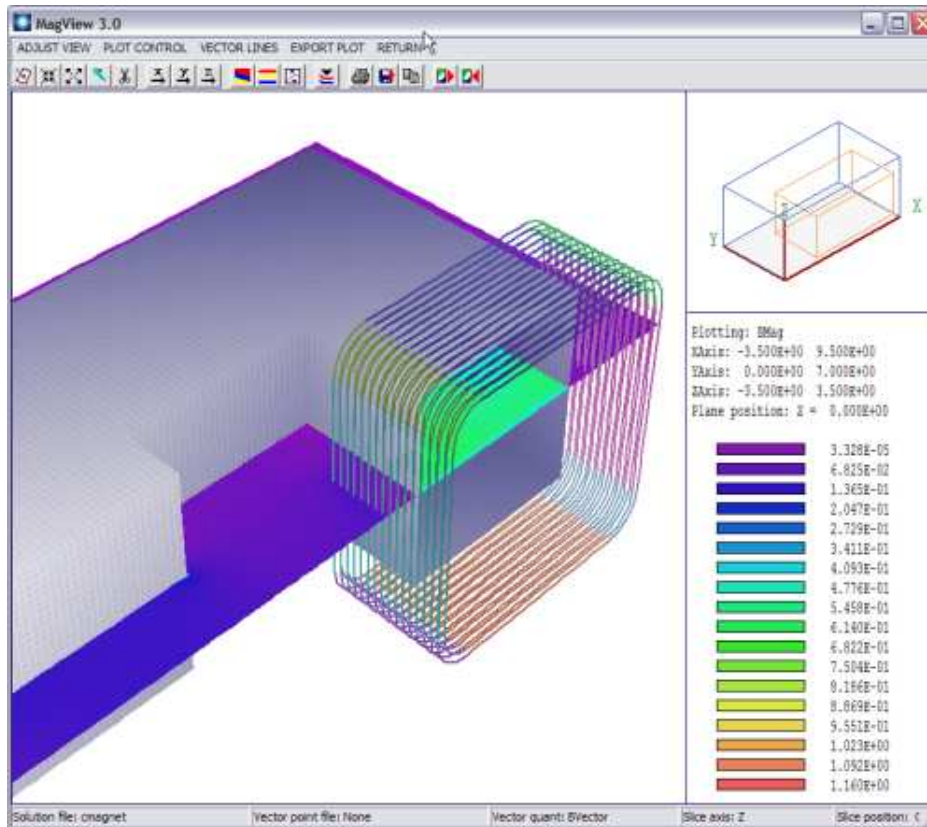 MagView 3.0
ADJUST VIEW PLOT CONTROL VECTOR LINES EXPORT PLOT RETURN
X Y Z
X
Y
Plotting: BMag
XAxis: -3.500E+00 9.500E+00
YAxis: 0.000E+00 7.000E+00
ZAxis: -3.500E+00 3.500E+00
Plane position: Z = 0.000E+00
3.328E-05
6.825E-02
1.365E-01
2.047E-01
2.729E-01
3.411E-01
4.093E-01
4.776E-01
5.458E-01
6.140E-01
6.822E-01
7.504E-01
8.186E-01
8.869E-01
9.551E-01
1.023E+00
1.092E+00
1.160E+00
Solution file: cmagnet Vector point file: None Vector quant: BVector Slice axis: Z Slice position: